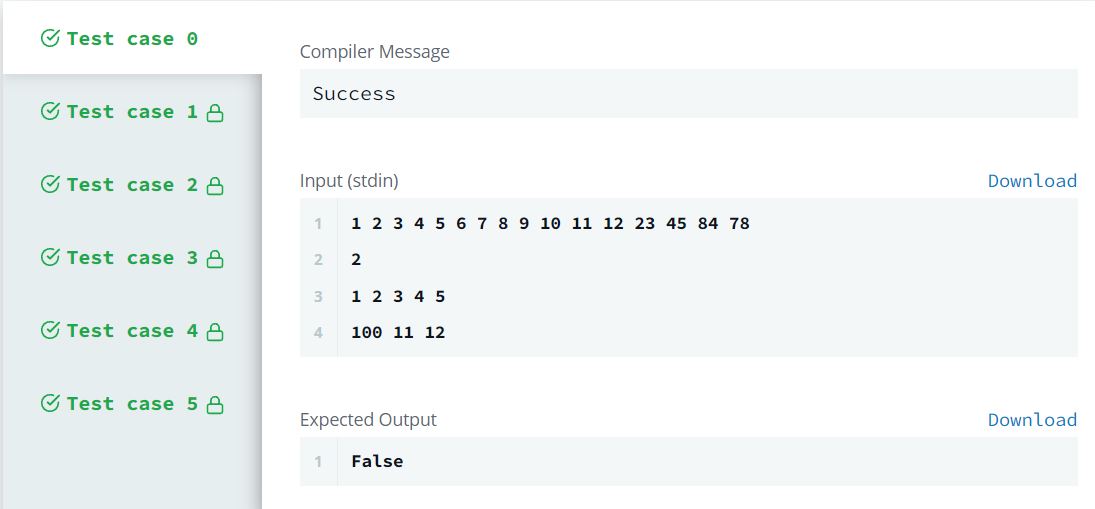 Test case 0
Test case 1
Test case 2
Test case 3
Test case 4
Test case 5
Compiler Message
Success
Input (stdin)
Download
1 1 2 3 4 5 6 7 8 9 10 11 12 23 45 84 78
2 2
3 1 2 3 4 5
4 100 11 12
Expected Output
Download
1 False